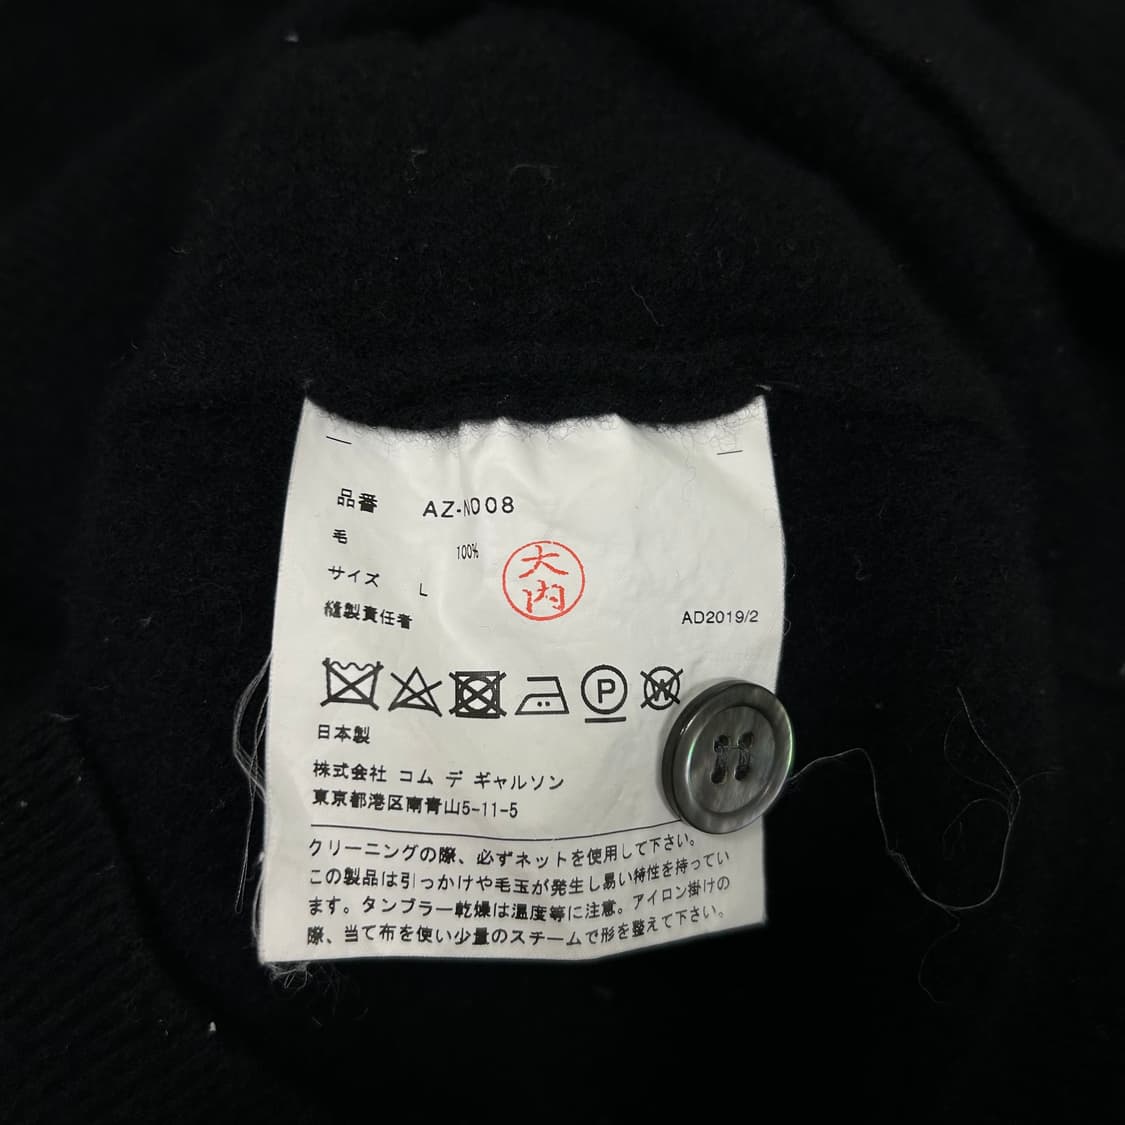 品番 AZ-N008
毛 100%
サイズ L
縫製責任者 大内
AD2019/2
P W
日本製
株式会社 コム デ ギャルソン
東京都港区南青山5-11-5
クリーニングの際、必ずネットを使用して下さい。
この製品は引っかけや毛玉が発生し易い特性を持ってい
ます。タンブラー乾燥は温度等に注意。アイロン掛けの
際、当て布を使い少量のスチームで形を整えて下さい。